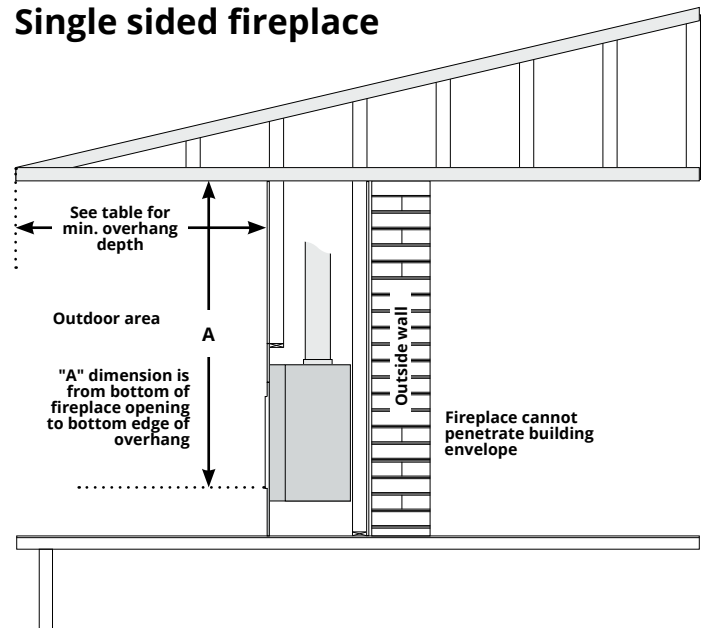 Single sided fireplace
See table for
min. overhang
depth
Outdoor area
A
"A" dimension is
from bottom of
fireplace opening
to bottom edge of
overhang
Outside wall
Fireplace cannot
penetrate building
envelope